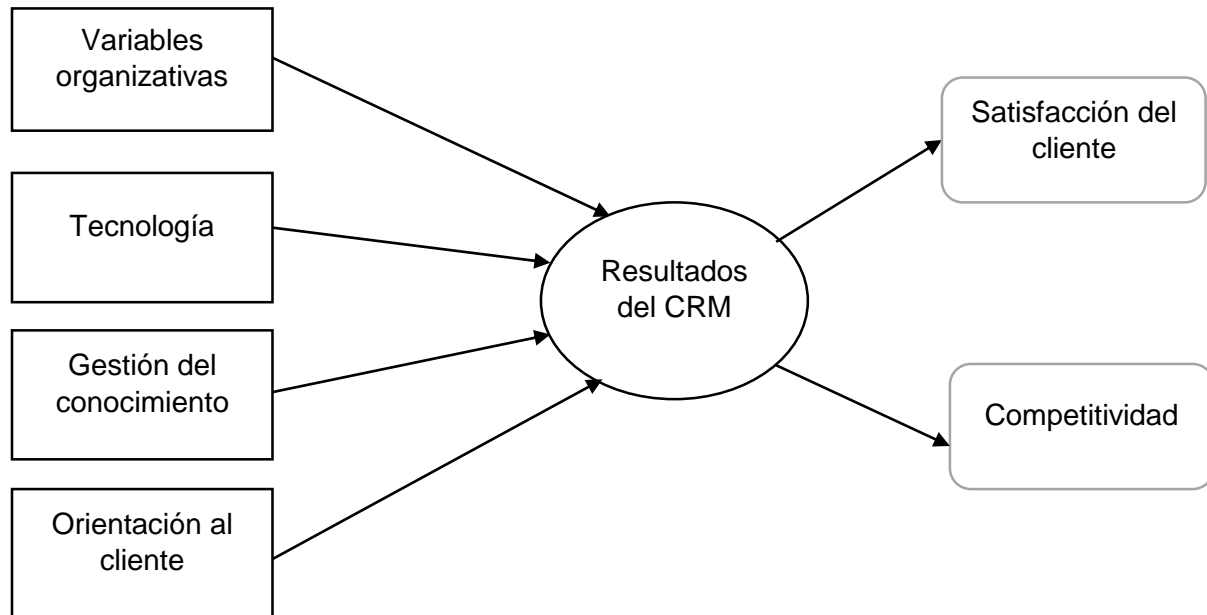 Variables
organizativas
Tecnología
Gestión del
conocimiento
Orientación al
cliente
Resultados
del CRM
Satisfacción del
cliente
Competitividad